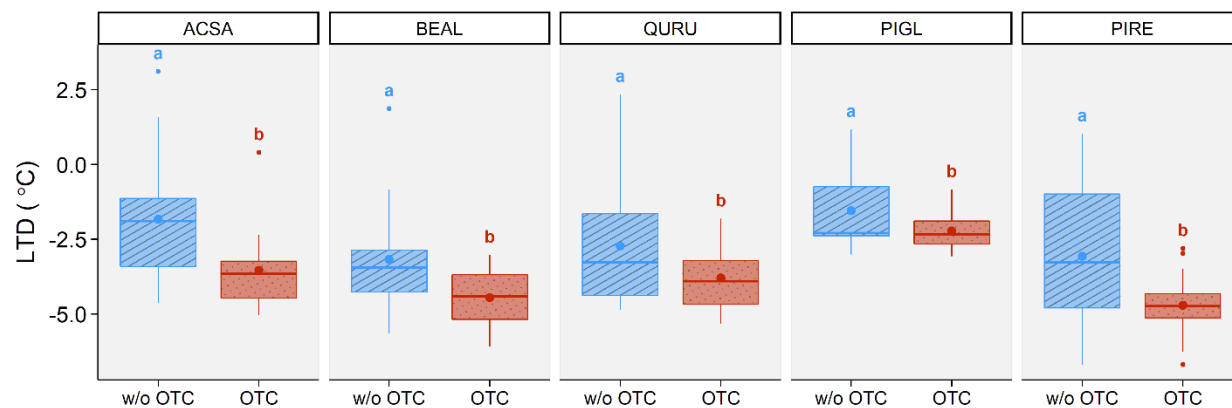 ACSA BEAL QURU PIGL PIRE
a a a a a
b b b b b
LTD ( °C)
2.5
0.0
-2.5
-5.0
w/o OTC OTC w/o OTC OTC w/o OTC OTC w/o OTC OTC w/o OTC OTC